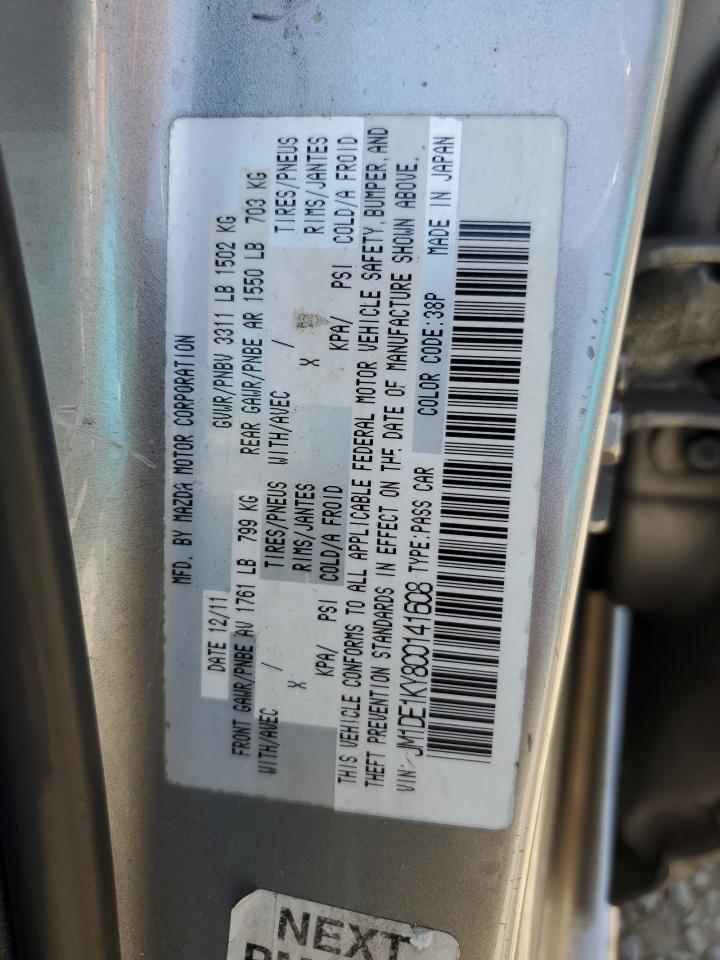 MFD. BY MAZDA MOTOR CORPORATION
DATE 12/11 GVWR/PNBV 3311 LB 1502 KG
FRONT GAWR/PNBE AV 1761 LB 799 KG REAR GAWR/PNBE AR 1550 LB 703 KG
WITH/AVEC / TIRES/PNEUS WITH/AVEC / TIRES/PNEUS
X RIMS/JANTES X RIMS/JANTES
KPA/ PSI COLD/A FROID KPA/ PSI COLD/A FROID
THIS VEHICLE CONFORMS TO ALL APPLICABLE FEDERAL MOTOR VEHICLE SAFETY, BUMPER, AND
THEFT PREVENTION STANDARDS IN EFFECT ON THE DATE OF MANUFACTURE SHOWN ABOVE.
VIN: JM1DE1KY8C0141608 TYPE:PASS CAR COLOR CODE:38P MADE IN JAPAN
NEXT